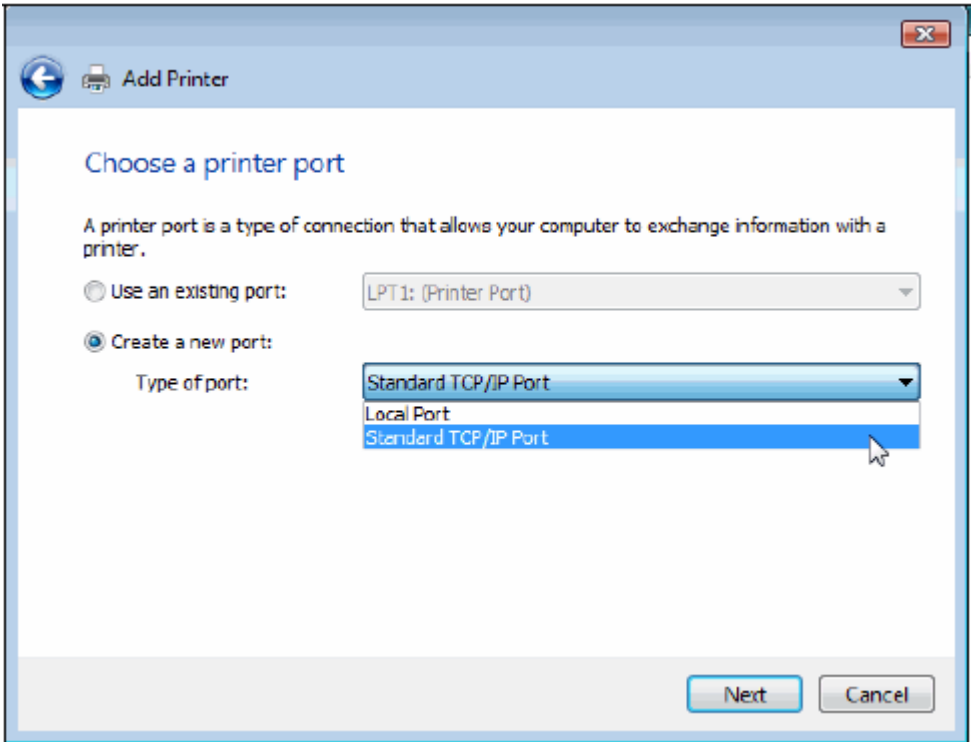 Add Printer
Choose a printer port
A printer port is a type of connection that allows your computer to exchange information with a
printer.
Use an existing port: LPT1: (Printer Port)
Create a new port:
Type of port: Standard TCP/IP Port
Local Port
Standard TCP/IP Port
Next Cancel